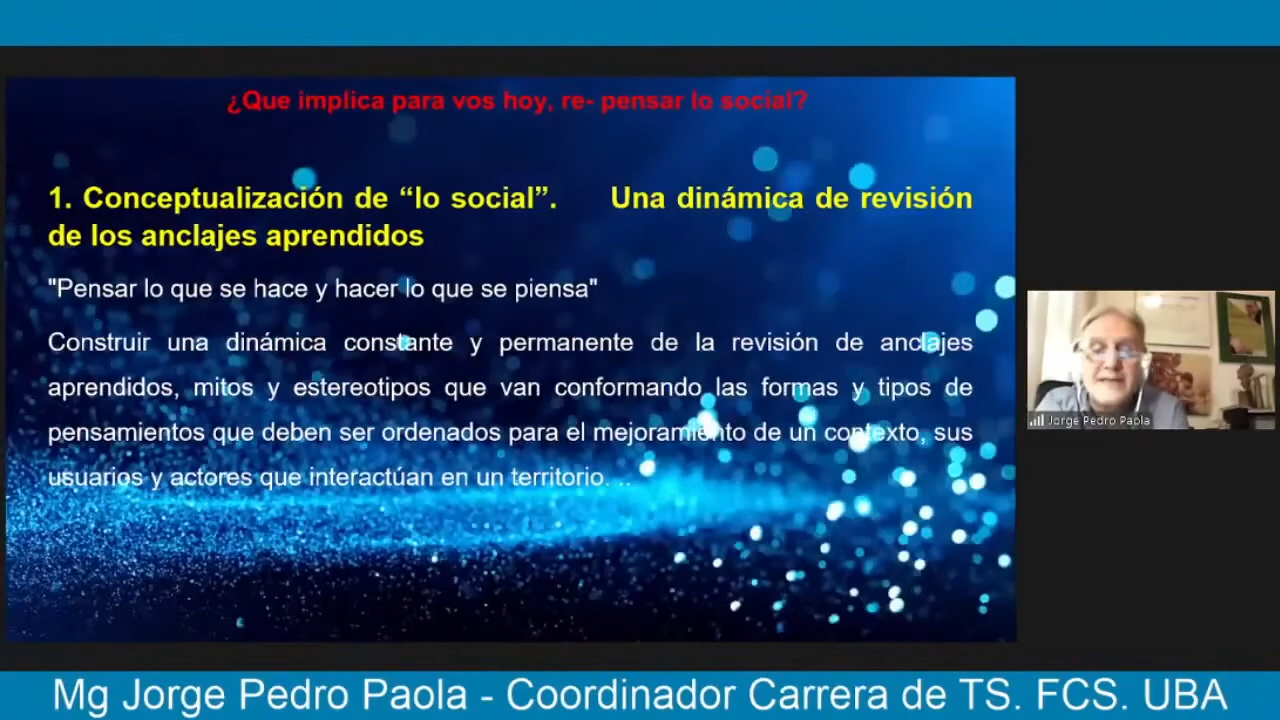 ¿Que implica para vos hoy, re- pensar lo social?
1. Conceptualización de “lo social”. Una dinámica de revisión
de los anclajes aprendidos
"Pensar lo que se hace y hacer lo que se piensa"
Construir una dinámica constante y permanente de la revisión de anclajes
aprendidos, mitos y estereotipos que van conformando las formas y tipos de
pensamientos que deben ser ordenados para el mejoramiento de un contexto, sus
usuarios y actores que interactúan en un territorio. ..
Jorge Pedro Paola
Mg Jorge Pedro Paola - Coordinador Carrera de TS. FCS. UBA